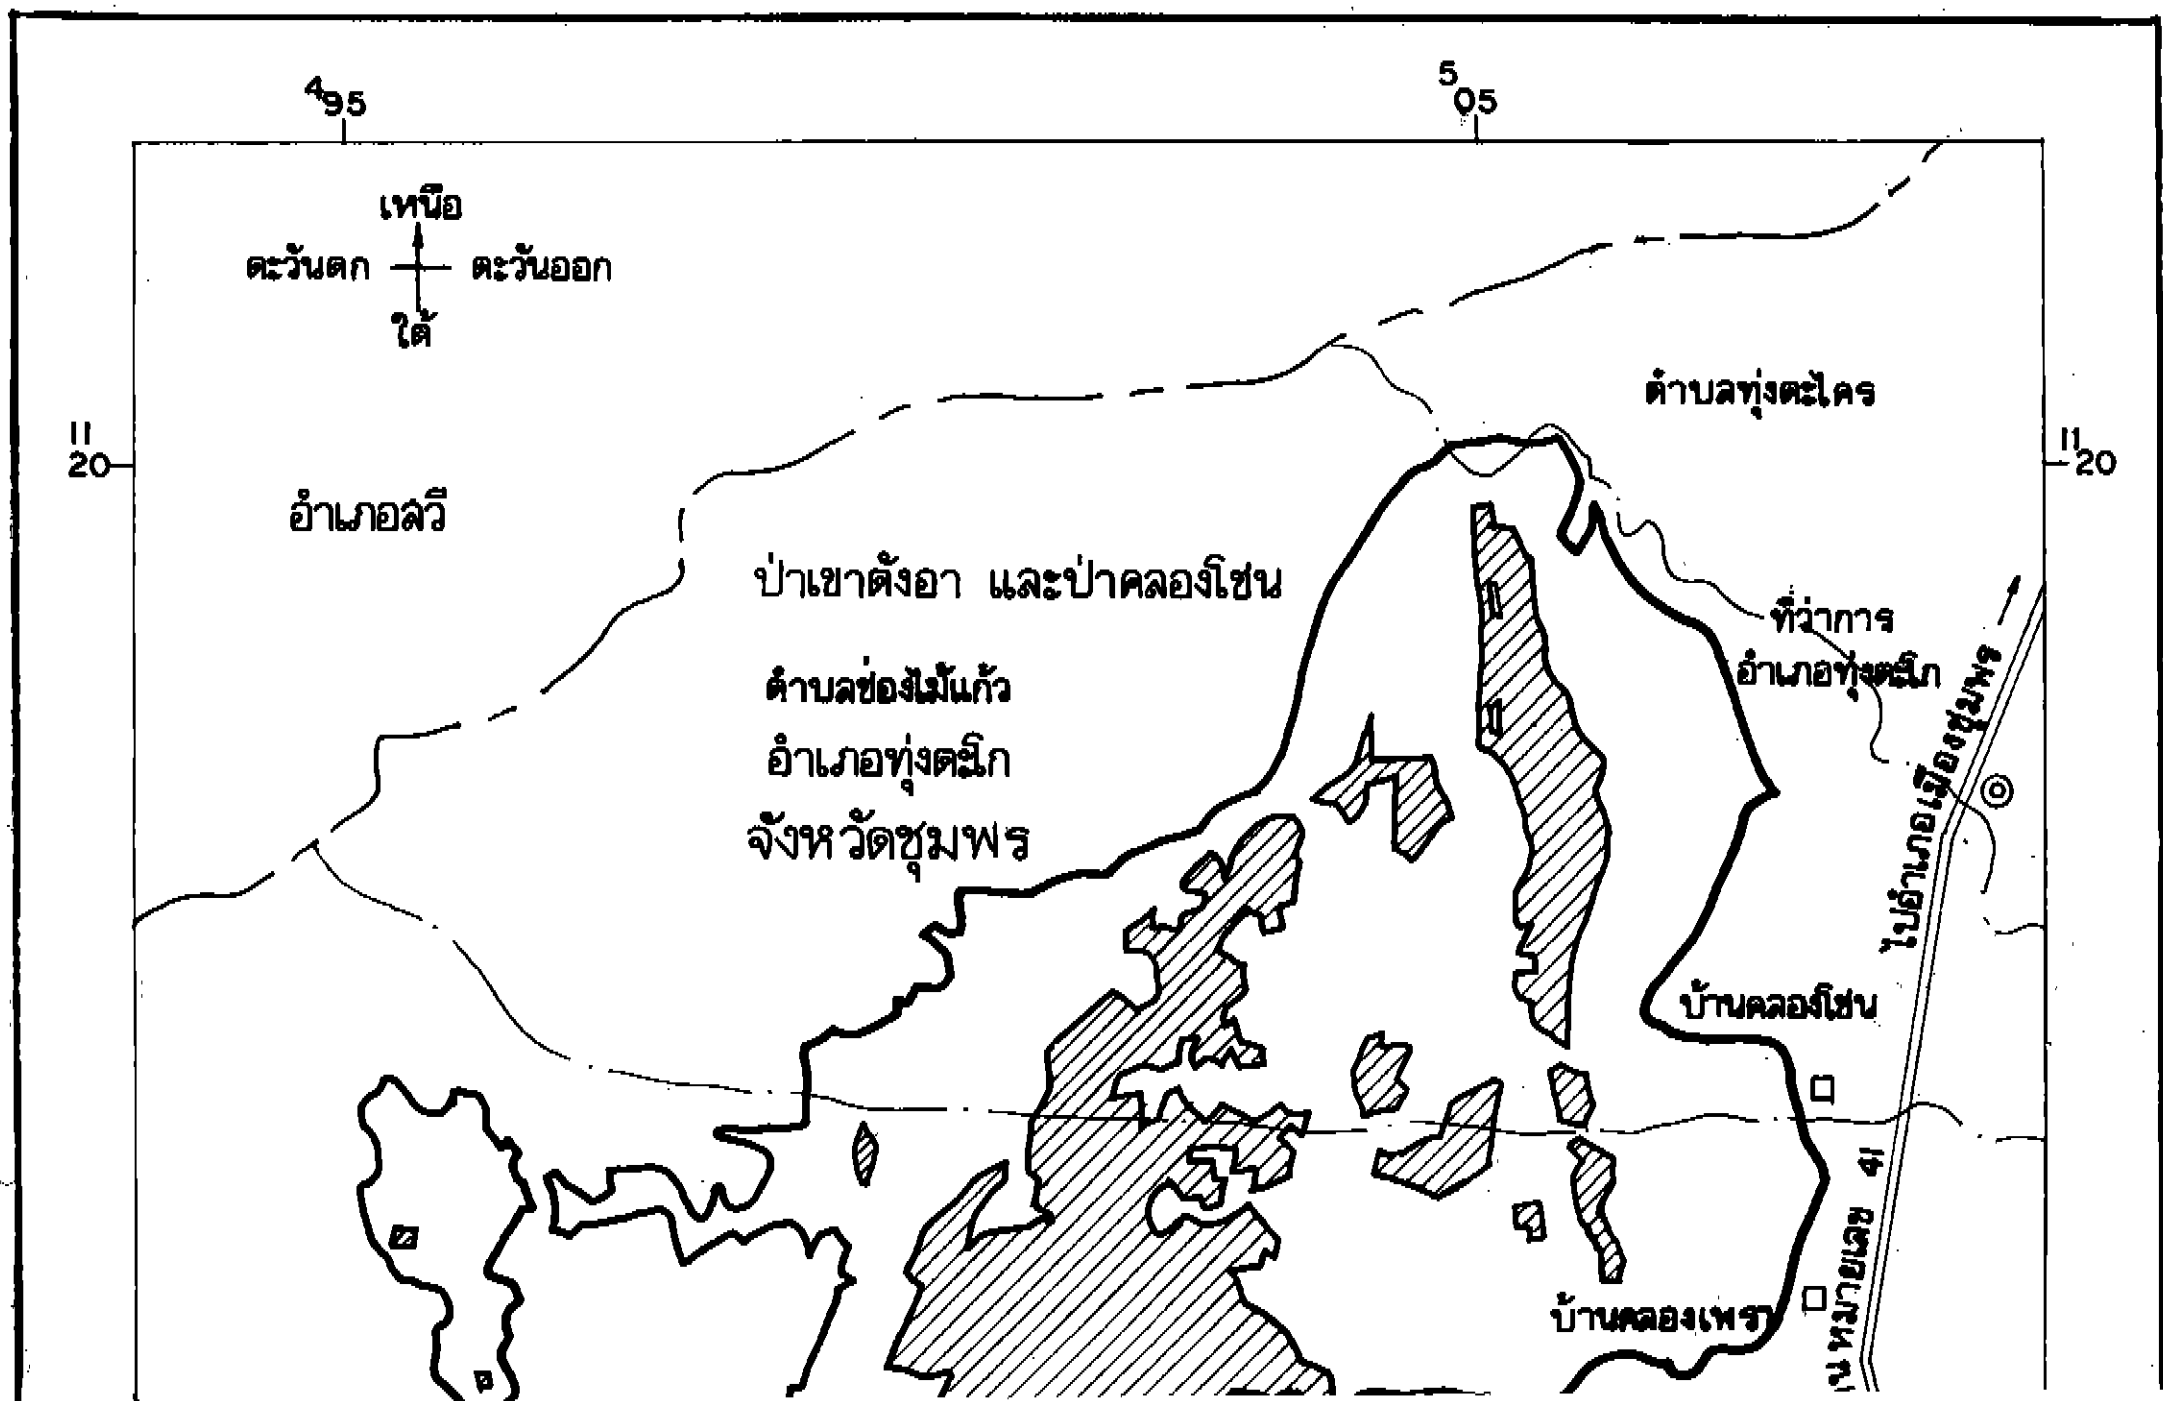 495
505
เหนือ
ตะวันตก
ตะวันออก
ใต้
ตำบลทุ่งตะไคร
11
20
11
20
อำเภอสวี
ป่าเขาตังอา และป่าคลองโชน
ที่ว่าการ
อำเภอทุ่งตะโก
ตำบลช่องไม้แก้ว
อำเภอทุ่งตะโก
จังหวัดชุมพร
ไปอำเภอเมืองชุมพร
บ้านคลองโชน
หมายเลข 41
บ้านคลองเพรา